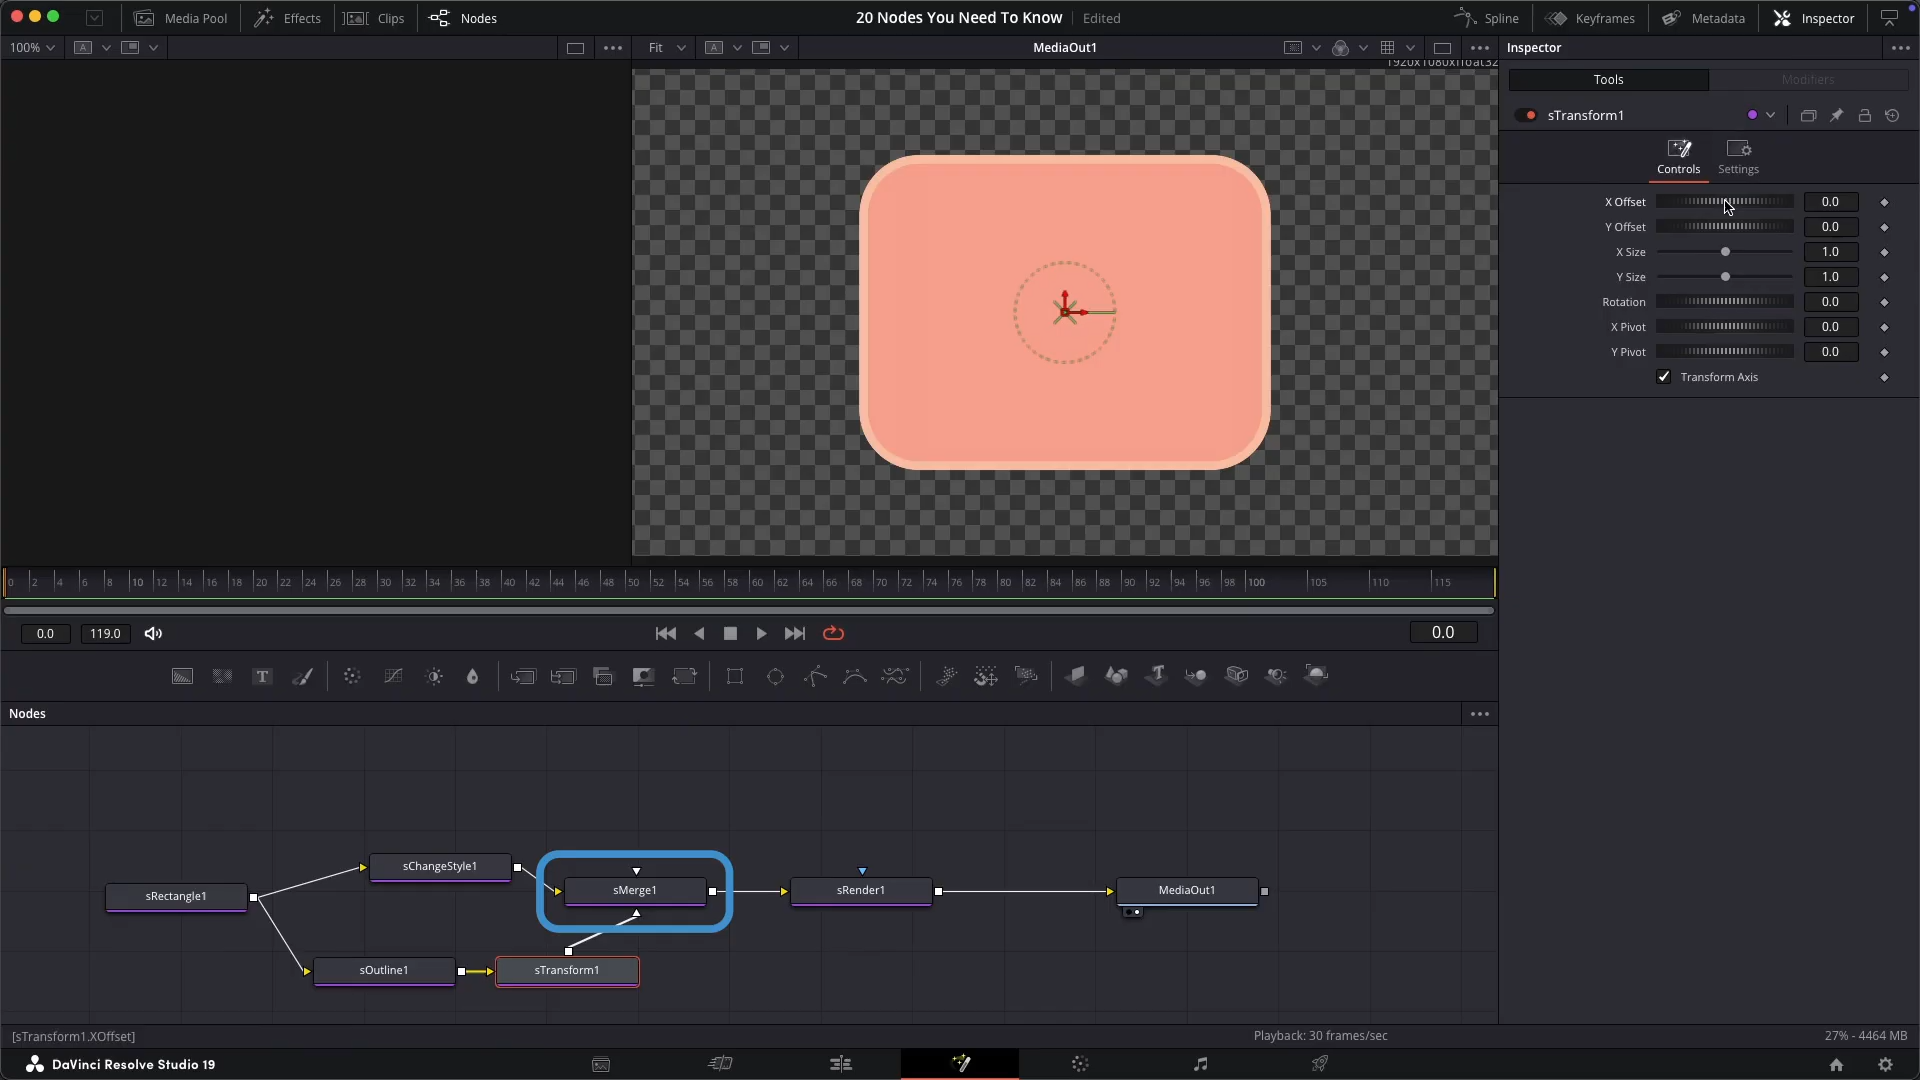 Media Pool Effects Clips Nodes 20 Nodes You Need To Know Edited Spline Keyframes Metadata Inspector
100% A Fit A MediaOut1 Inspector
1920x1080xfloat32
Tools Modifiers
sTransform1
Controls Settings
X Offset 0.0
Y Offset 0.0
X Size 1.0
Y Size 1.0
Rotation 0.0
X Pivot 0.0
Y Pivot 0.0
Transform Axis
0 2 4 6 8 10 12 14 16 18 20 22 24 26 28 30 32 34 36 38 40 42 44 46 48 50 52 54 56 58 60 62 64 66 68 70 72 74 76 78 80 82 84 86 88 90 92 94 96 98 100 105 110 115
0.0 119.0 0.0
T T
Nodes
sChangeStyle1
sRectangle1 sMerge1 sRender1 MediaOut1
sOutline1 sTransform1
[sTransform1.XOffset] Playback: 30 frames/sec 27% - 4464 MB
DaVinci Resolve Studio 19